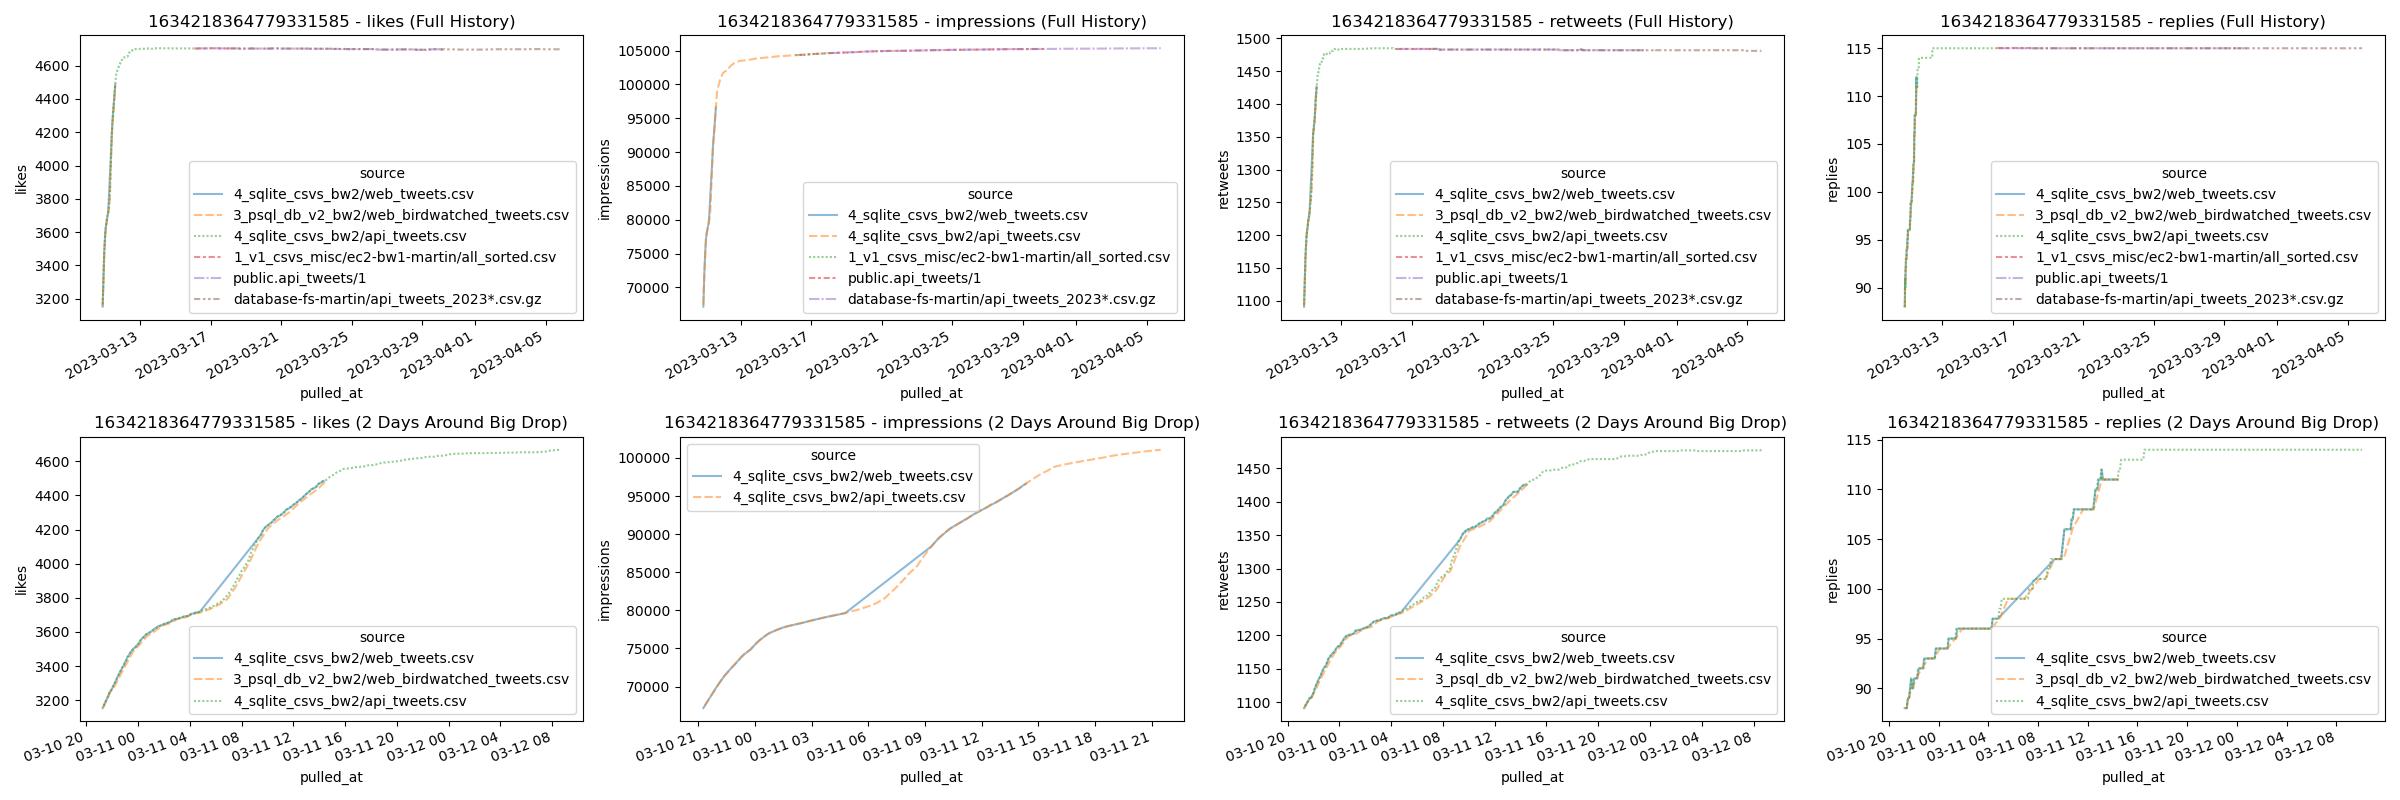 1634218364779331585 - likes (Full History)
likes
4600
4400
4200
4000
3800
3600
3400
3200
source
4_sqlite_csvs_bw2/web_tweets.csv
3_psql_db_v2_bw2/web_birdwatched_tweets.csv
4_sqlite_csvs_bw2/api_tweets.csv
1_v1_csvs_misc/ec2-bw1-martin/all_sorted.csv
public.api_tweets/1
database-fs-martin/api_tweets_2023*.csv.gz
2023-03-13
2023-03-17
2023-03-21
2023-03-25
2023-03-29
2023-04-01
2023-04-05
pulled_at
1634218364779331585 - impressions (Full History)
impressions
105000
100000
95000
90000
85000
80000
75000
70000
source
4_sqlite_csvs_bw2/web_tweets.csv
4_sqlite_csvs_bw2/api_tweets.csv
1_v1_csvs_misc/ec2-bw1-martin/all_sorted.csv
public.api_tweets/1
database-fs-martin/api_tweets_2023*.csv.gz
2023-03-13
2023-03-17
2023-03-21
2023-03-25
2023-03-29
2023-04-01
2023-04-05
pulled_at
1634218364779331585 - retweets (Full History)
retweets
1500
1450
1400
1350
1300
1250
1200
1150
1100
source
4_sqlite_csvs_bw2/web_tweets.csv
3_psql_db_v2_bw2/web_birdwatched_tweets.csv
4_sqlite_csvs_bw2/api_tweets.csv
1_v1_csvs_misc/ec2-bw1-martin/all_sorted.csv
public.api_tweets/1
database-fs-martin/api_tweets_2023*.csv.gz
2023-03-13
2023-03-17
2023-03-21
2023-03-25
2023-03-29
2023-04-01
2023-04-05
pulled_at
1634218364779331585 - replies (Full History)
replies
115
110
105
100
95
90
source
4_sqlite_csvs_bw2/web_tweets.csv
3_psql_db_v2_bw2/web_birdwatched_tweets.csv
4_sqlite_csvs_bw2/api_tweets.csv
1_v1_csvs_misc/ec2-bw1-martin/all_sorted.csv
public.api_tweets/1
database-fs-martin/api_tweets_2023*.csv.gz
2023-03-13
2023-03-17
2023-03-21
2023-03-25
2023-03-29
2023-04-01
2023-04-05
pulled_at
1634218364779331585 - likes (2 Days Around Big Drop)
likes
4600
4400
4200
4000
3800
3600
3400
3200
source
4_sqlite_csvs_bw2/web_tweets.csv
3_psql_db_v2_bw2/web_birdwatched_tweets.csv
4_sqlite_csvs_bw2/api_tweets.csv
03-10 20
03-11 00
03-11 04
03-11 08
03-11 12
03-11 16
03-11 20
03-12 00
03-12 04
03-12 08
pulled_at
1634218364779331585 - impressions (2 Days Around Big Drop)
impressions
100000
95000
90000
85000
80000
75000
70000
source
4_sqlite_csvs_bw2/web_tweets.csv
4_sqlite_csvs_bw2/api_tweets.csv
03-10 21
03-11 00
03-11 03
03-11 06
03-11 09
03-11 12
03-11 15
03-11 18
03-11 21
pulled_at
1634218364779331585 - retweets (2 Days Around Big Drop)
retweets
1450
1400
1350
1300
1250
1200
1150
1100
source
4_sqlite_csvs_bw2/web_tweets.csv
3_psql_db_v2_bw2/web_birdwatched_tweets.csv
4_sqlite_csvs_bw2/api_tweets.csv
03-10 20
03-11 00
03-11 04
03-11 08
03-11 12
03-11 16
03-11 20
03-12 00
03-12 04
03-12 08
pulled_at
1634218364779331585 - replies (2 Days Around Big Drop)
replies
115
110
105
100
95
90
source
4_sqlite_csvs_bw2/web_tweets.csv
3_psql_db_v2_bw2/web_birdwatched_tweets.csv
4_sqlite_csvs_bw2/api_tweets.csv
03-10 20
03-11 00
03-11 04
03-11 08
03-11 12
03-11 16
03-11 20
03-12 00
03-12 04
03-12 08
pulled_at